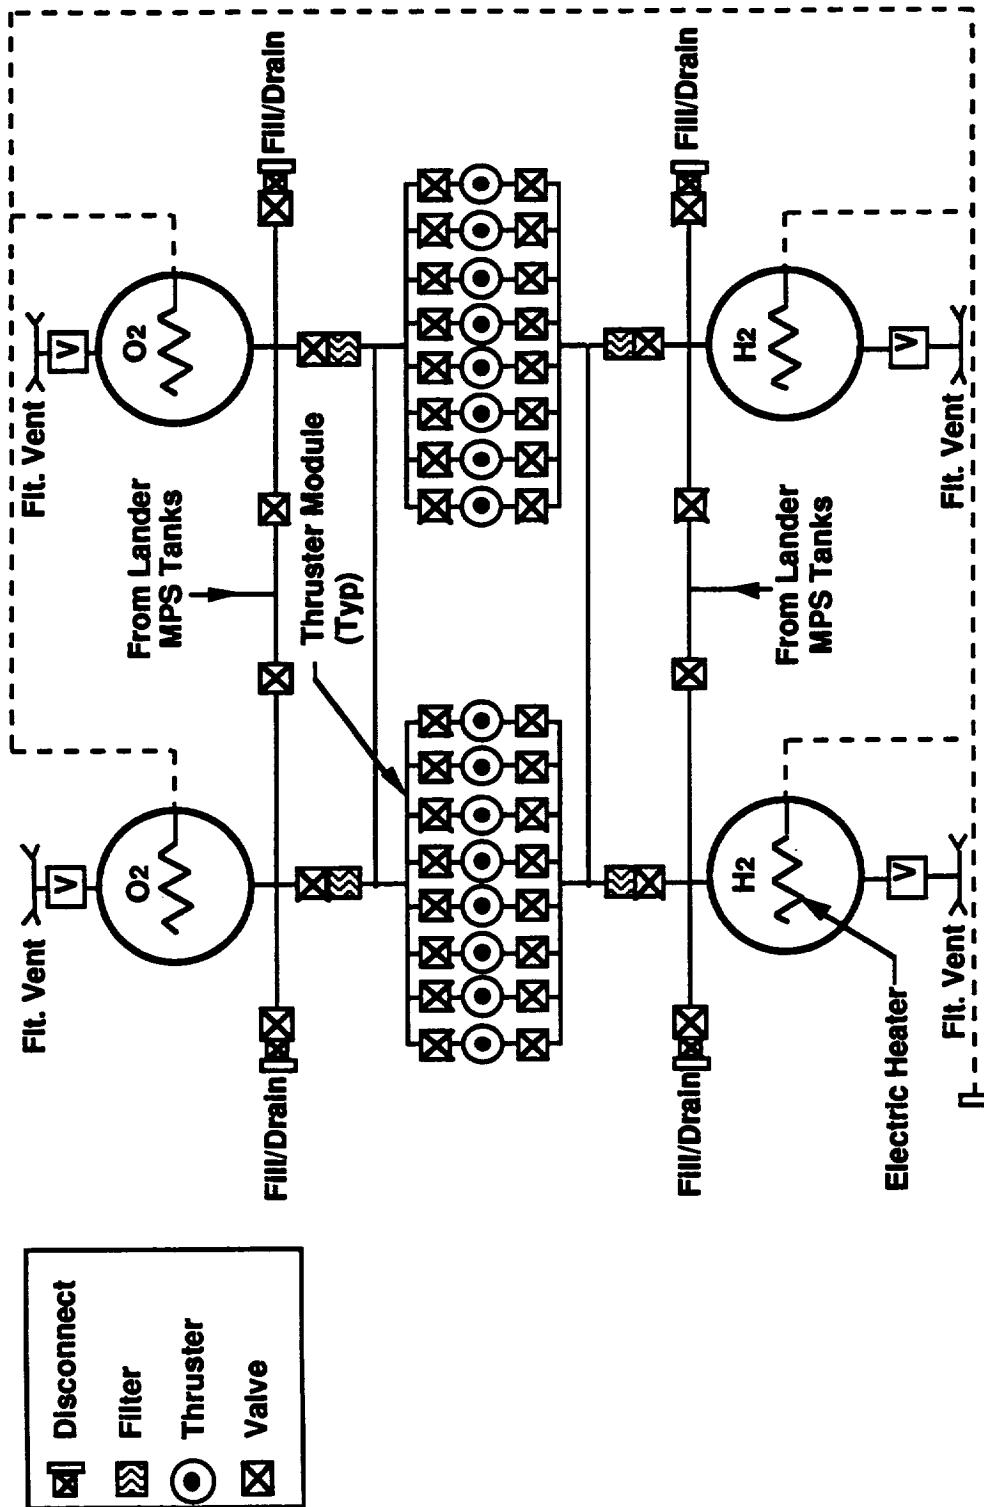 Disconnect
Filter
Thruster
Valve
Flt. Vent
V
O2
Fill/Drain
Flt. Vent
V
O2
Fill/Drain
From Lander
MPS Tanks
Thruster Module
(Typ)
Fill/Drain
H2
V
Flt. Vent
Electric Heater
From Lander
MPS Tanks
Fill/Drain
H2
V
Flt. Vent